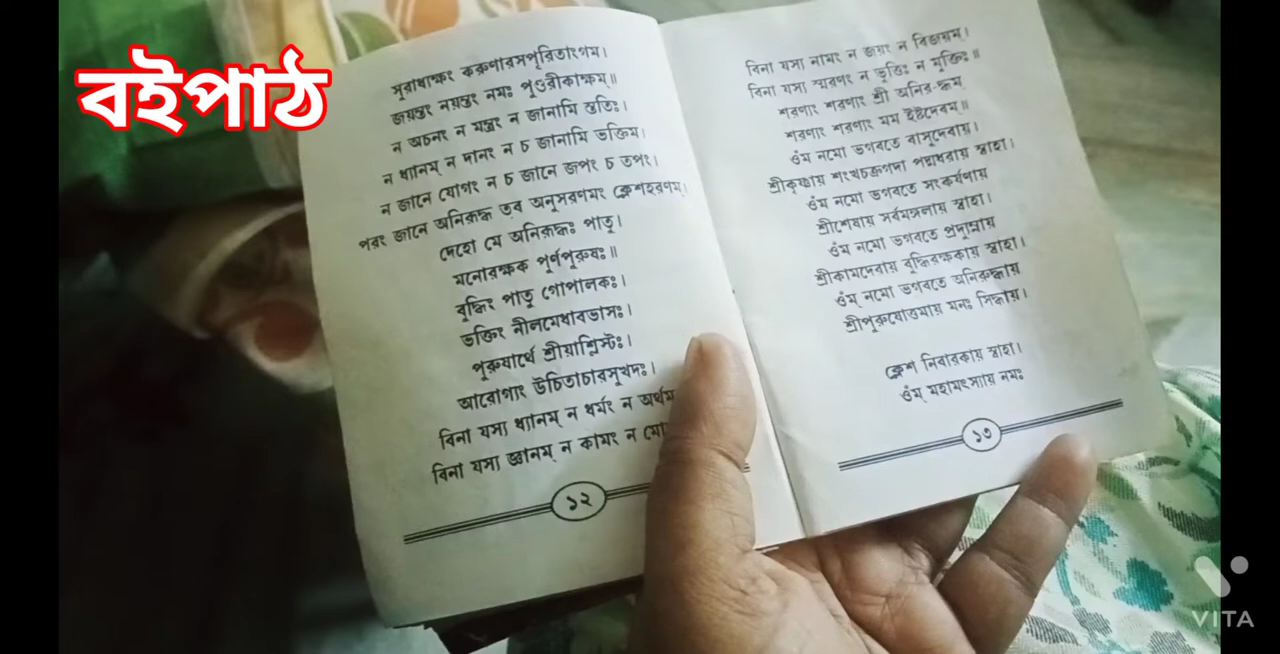 বইপাঠ
সুরাধ্যক্ষং করুণারসপূরিতাংগম।
জয়ন্তুং নয়ন্তুং নমঃ পুণ্ডরীকাক্ষম্॥
ন অচনং ন মন্ত্রং ন জানামি স্তুতিঃ।
ন ধ্যানম্ ন দানং ন চ জানামি ভক্তিম।
ন জানে যোগং ন চ জানে জপং চ তপং।
পরং জানে অনিরূদ্ধ তব অনুসরণমং ক্লেশহরণম্।
দেহো মে অনিরূদ্ধঃ পাতু।
মনোরক্ষক পূর্ণপুরুষঃ॥
বুদ্ধিং পাতু গোপালকঃ।
ভক্তিং নীলমেধাবভাসঃ।
পুরুষার্থে শ্রীয়াশ্লিস্টঃ।
আরোগ্যং উচিতাচারসুখদঃ।
বিনা যস্য ধ্যানম্ ন ধর্মং ন অর্থম
বিনা যস্য জ্ঞানম্ ন কামং ন মো
১২
বিনা যস্য নামং ন জয়ং ন বিজয়ম্।
বিনা যস্য স্মরণং ন ভুক্তিঃ ন মুক্তিঃ॥
শরণ্যং শরণ্যং শ্রী অনিরূদ্ধম্
শরণ্যং শরণ্যং মম ইষ্টদেবম্॥
ওঁম নমো ভগবতে বাসুদেবায়।
শ্রীকৃষ্ণায় শংখচক্রগদা পদ্মধরায় স্বাহা।
ওঁম নমো ভগবতে সংকর্ষণায়
শ্রীশেষায় সর্বমঙ্গলায় স্বাহা।
ওঁম নমো ভগবতে প্রদ্যুম্নায়
শ্রীকামদেবায় বুদ্ধিরক্ষকায় স্বাহা।
ওঁম নমো ভগবতে অনিরুদ্ধায়
শ্রীপুরুষোত্তমায় মনঃ সিদ্ধায়।
ক্লেশ নিবারকায় স্বাহা।
ওঁম্ মহামৎস্যায় নমঃ
১৩
VITA